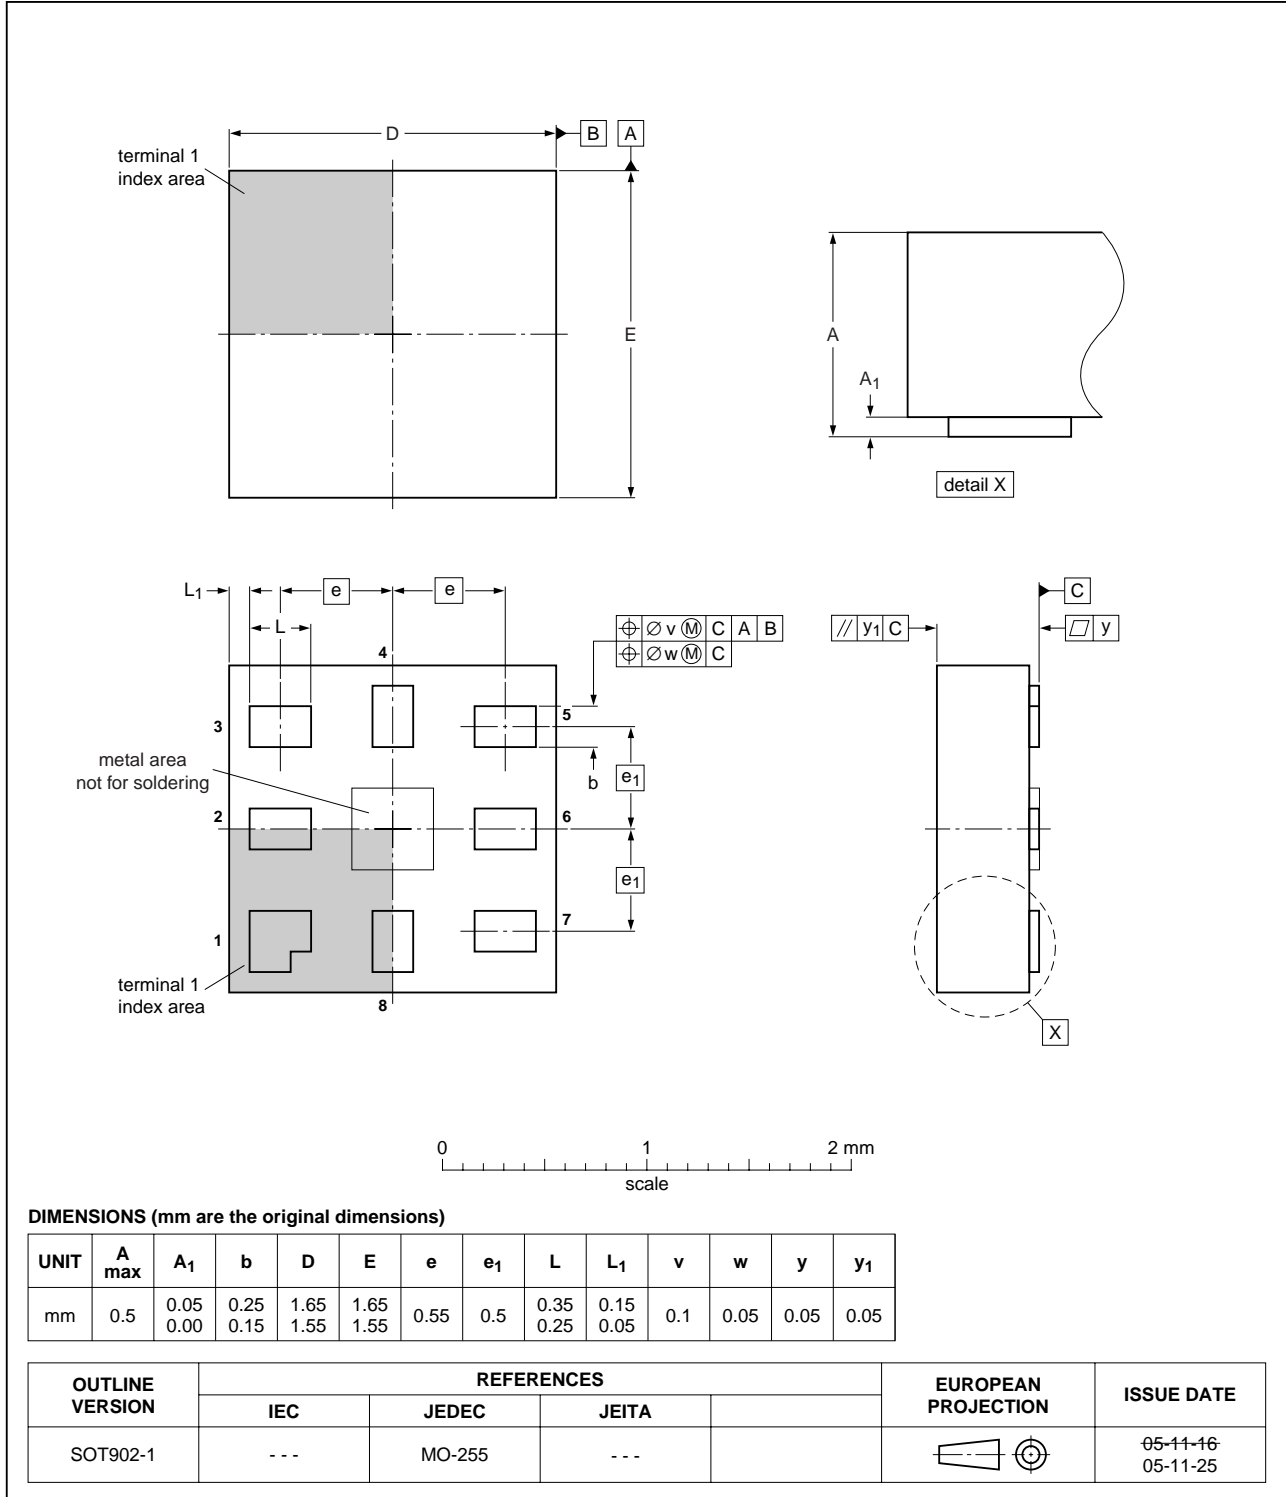 D
B
A
terminal 1
index area
E
A
A1
detail X
L1
e
e
L
4
⌖ ⌀ v Ⓜ C A B
⌖ ⌀ w Ⓜ C
// y1 C
C
⏥ y
3
5
metal area
not for soldering
b
e1
2
6
e1
1
7
terminal 1
index area
8
X
0 1 2 mm
scale
DIMENSIONS (mm are the original dimensions)
UNIT A max A1 b D E e e1 L L1 v w y y1
mm 0.5 0.05 0.00 0.25 0.15 1.65 1.55 1.65 1.55 0.55 0.5 0.35 0.25 0.15 0.05 0.1 0.05 0.05 0.05
OUTLINE VERSION REFERENCES EUROPEAN PROJECTION ISSUE DATE
IEC JEDEC JEITA
SOT902-1 - - - MO-255 - - - 05-11-16
05-11-25